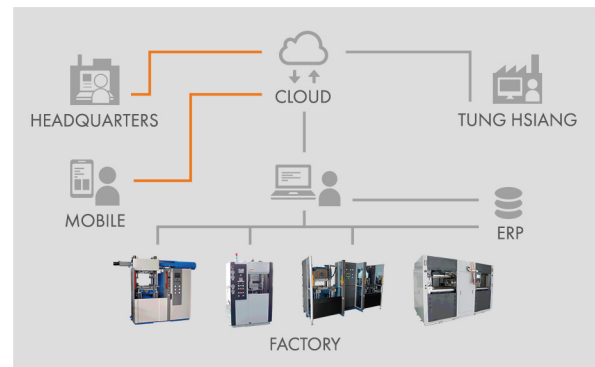 CLOUD
HEADQUARTERS
TUNG HSIANG
MOBILE
ERP
FACTORY